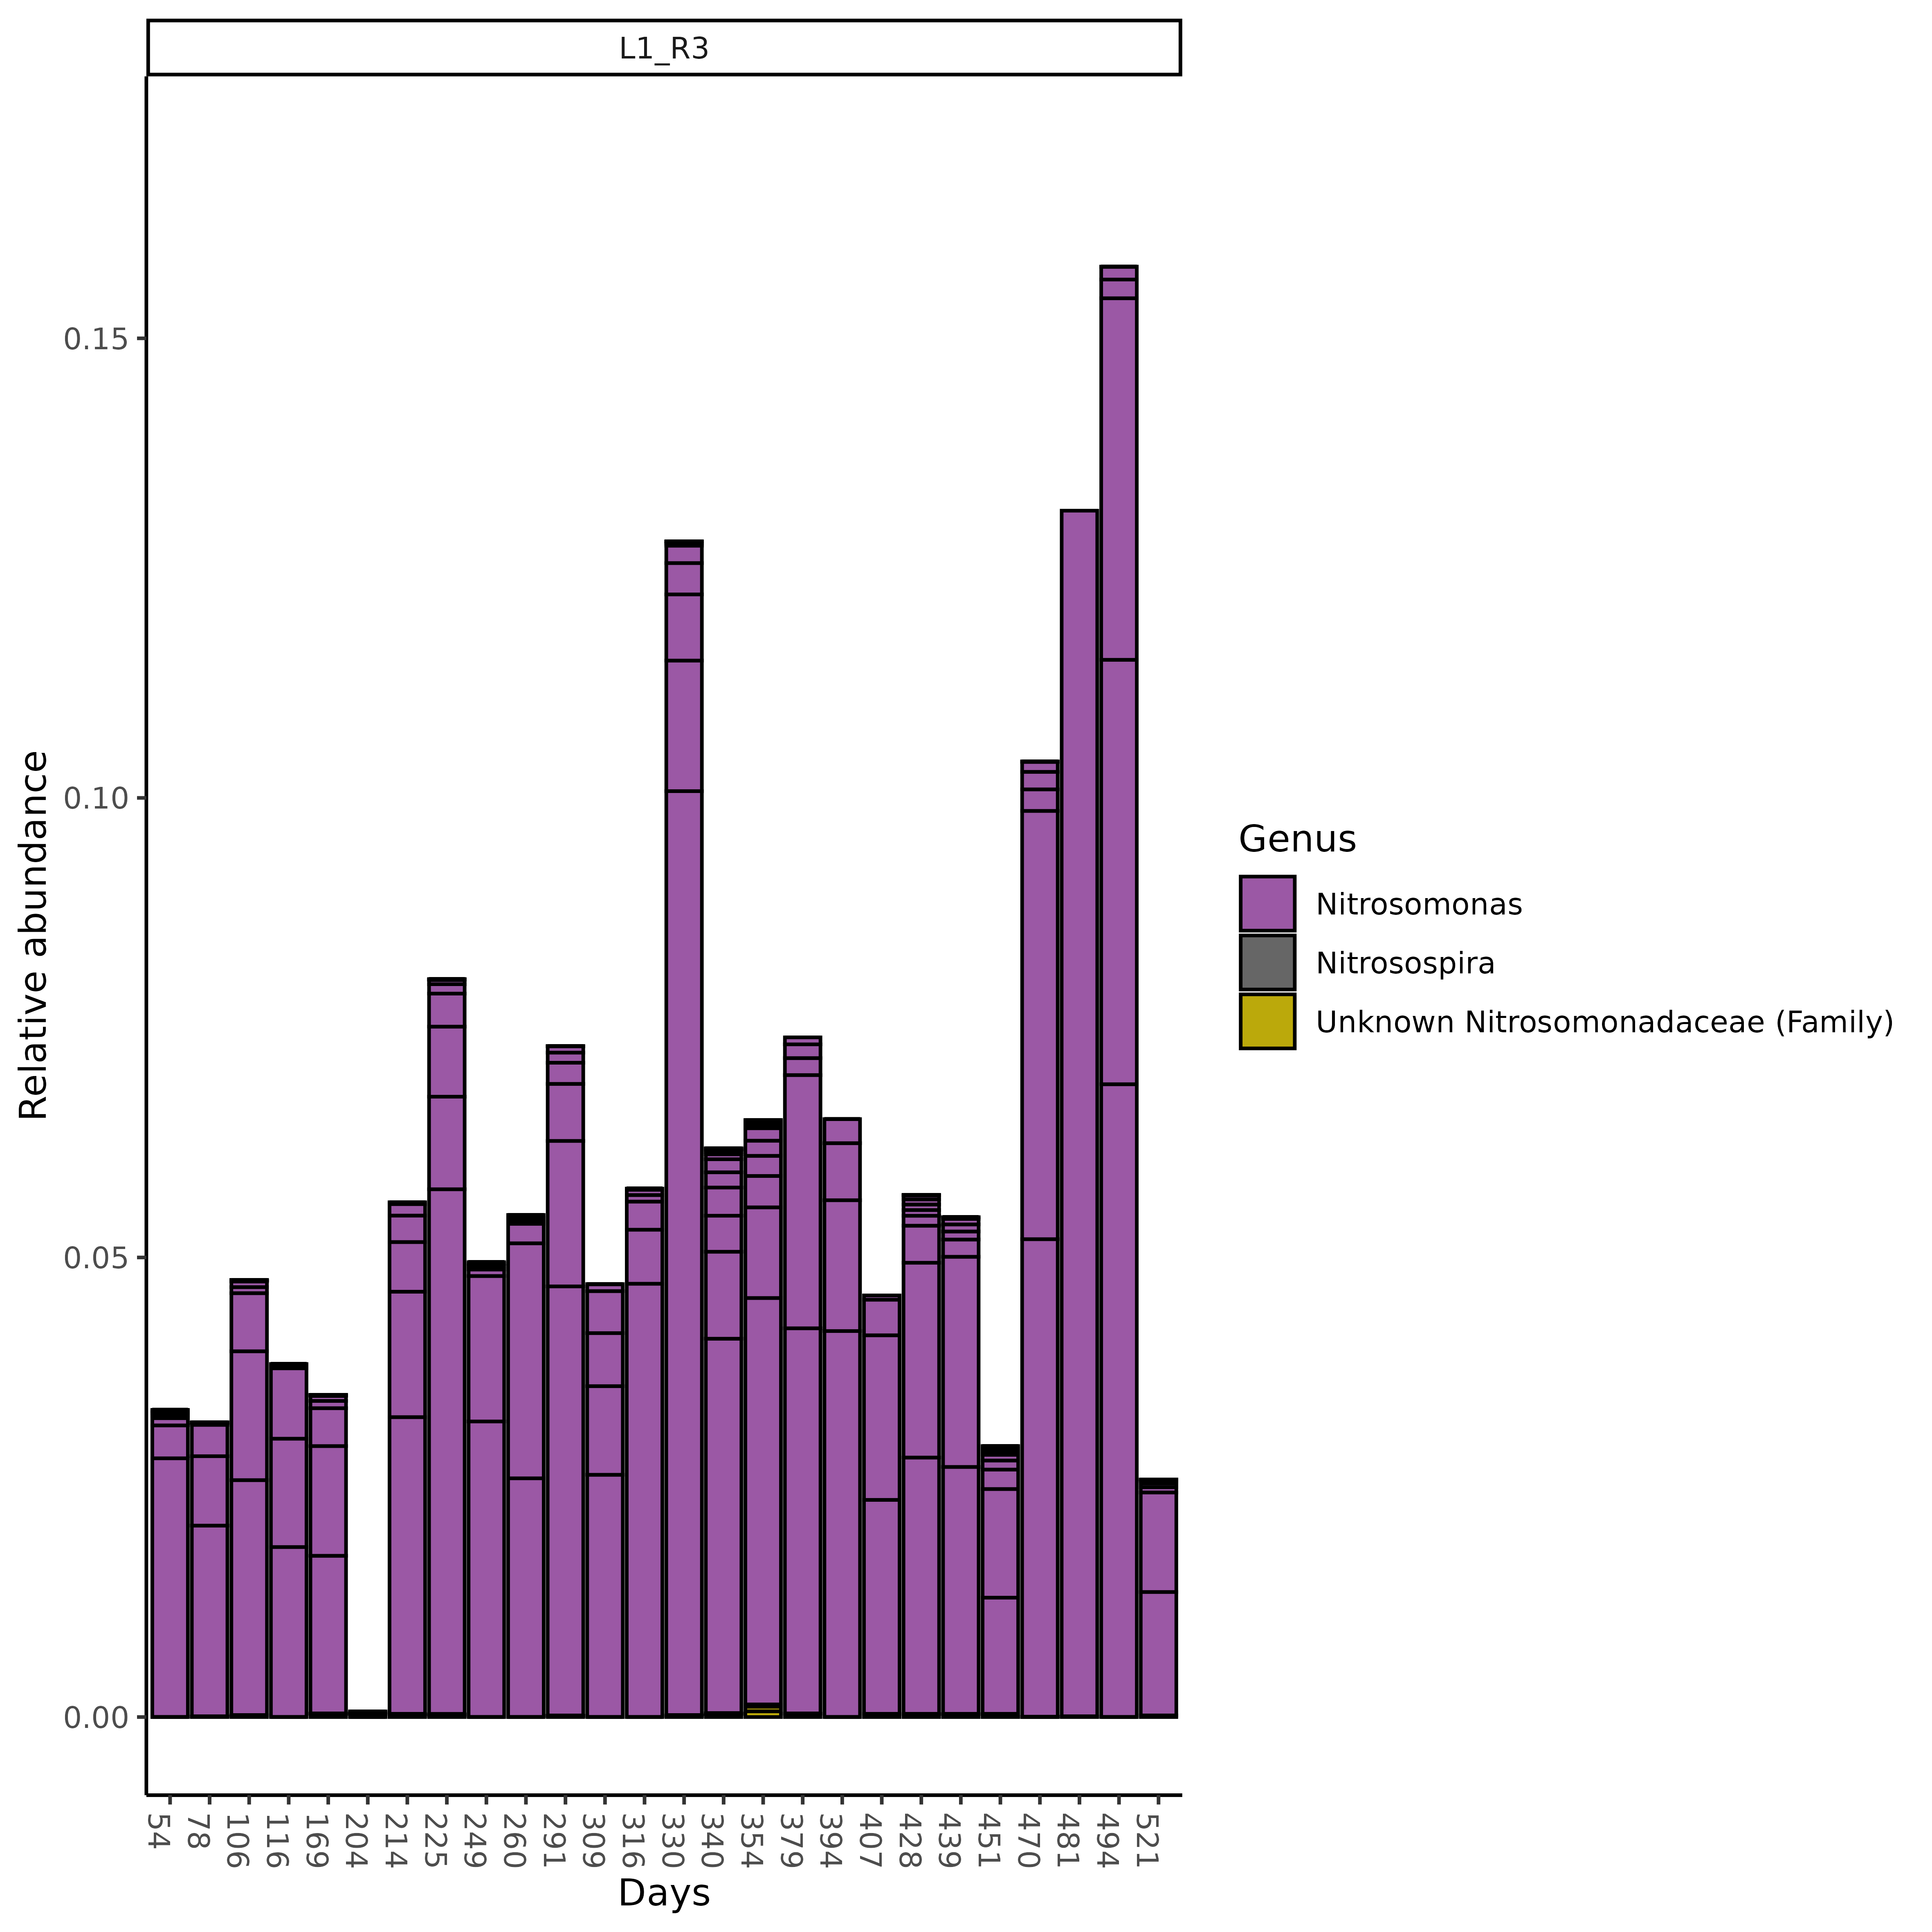 L1_R3
Relative abundance
0.15
0.10
0.05
0.00
54 78 106 116 169 204 214 225 249 260 291 309 316 330 340 354 379 394 407 428 439 451 470 481 494 521
Days
Genus
Nitrosomonas
Nitrosospira
Unknown Nitrosomonadaceae (Family)